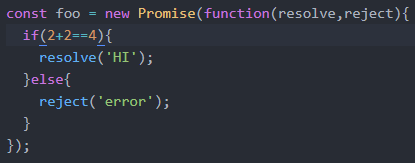 const foo = new Promise(function(resolve,reject){
  if(2+2==4){
    resolve('HI');
  }else{
    reject('error');
  }
});